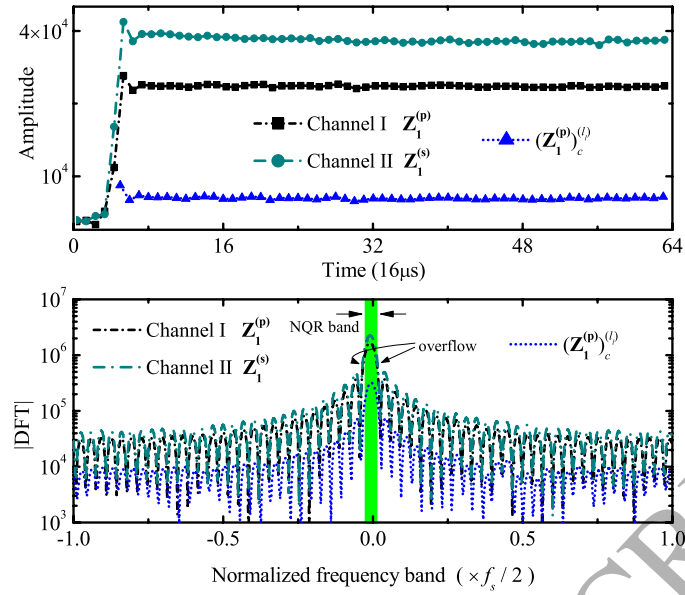 4×10⁴
10⁴
Amplitude
Channel I Z₁⁽ᵖ⁾
Channel II Z₁⁽ˢ⁾
(Z₁⁽ᵖ⁾)c⁽ˡⁱ⁾
0 16 32 48 64
Time (16μs)
10⁷
10⁶
10⁵
10⁴
10³
|DFT|
Channel I Z₁⁽ᵖ⁾
Channel II Z₁⁽ˢ⁾
NQR band
overflow
(Z₁⁽ᵖ⁾)c⁽ˡⁱ⁾
-1.0 -0.5 0.0 0.5 1.0
Normalized frequency band (×fₛ/2)